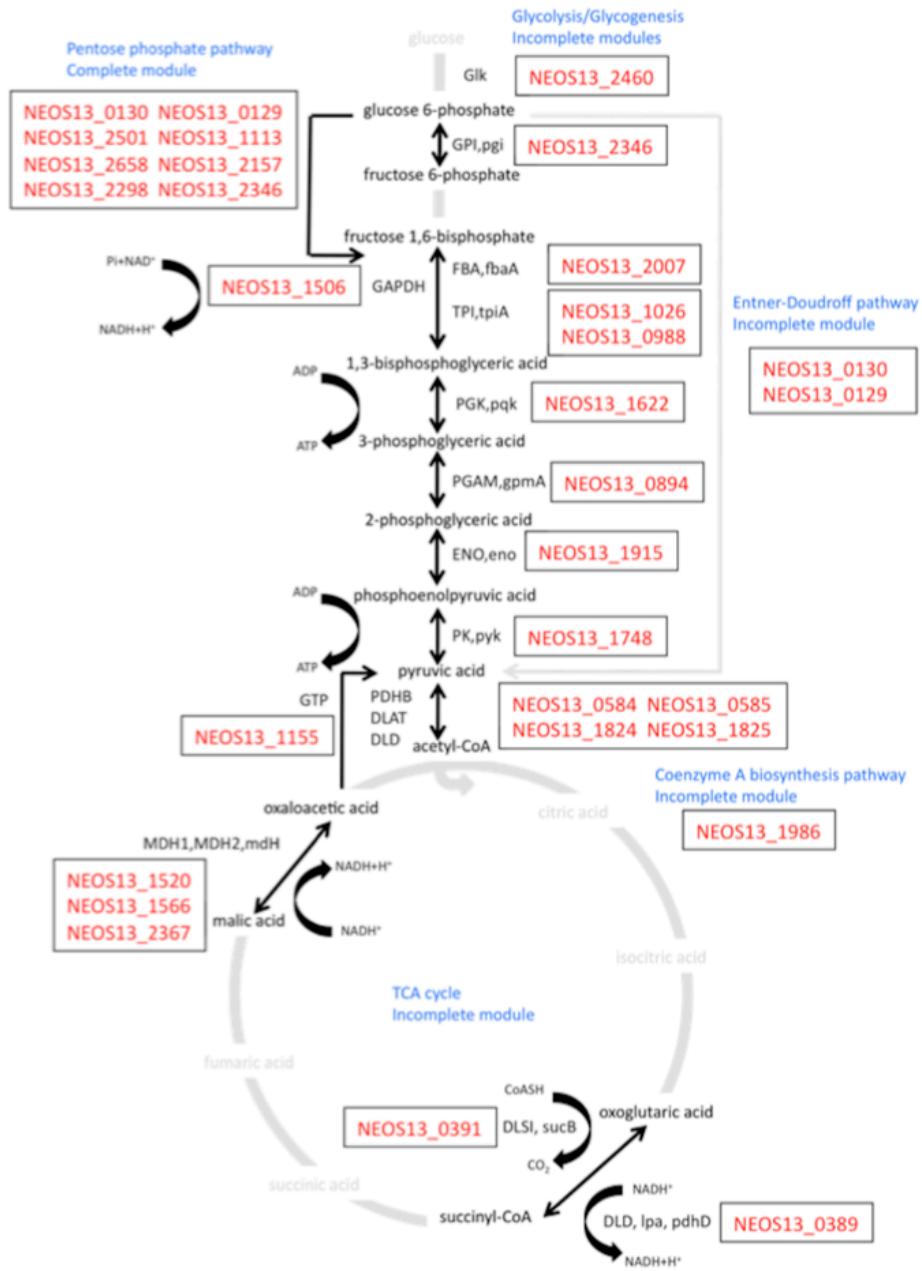 Glycolysis/Glycogenesis
Incomplete modules
glucose
Pentose phosphate pathway
Complete module
Glk
NEOS13_2460
NEOS13_0130 NEOS13_0129
NEOS13_2501 NEOS13_1113
NEOS13_2658 NEOS13_2157
NEOS13_2298 NEOS13_2346
glucose 6-phosphate
GPI,pgi
NEOS13_2346
fructose 6-phosphate
fructose 1,6-bisphosphate
Pi+NAD⁺
NADH+H⁺
NEOS13_1506
GAPDH
FBA,fbaA
NEOS13_2007
TPI,tpiA
NEOS13_1026
NEOS13_0988
Entner-Doudroff pathway
Incomplete module
NEOS13_0130
NEOS13_0129
1,3-bisphosphoglyceric acid
ADP
ATP
PGK,pqk
NEOS13_1622
3-phosphoglyceric acid
PGAM,gpmA
NEOS13_0894
2-phosphoglyceric acid
ENO,eno
NEOS13_1915
phosphoenolpyruvic acid
ADP
ATP
PK,pyk
NEOS13_1748
pyruvic acid
GTP
NEOS13_1155
PDHB
DLAT
DLD
NEOS13_0584 NEOS13_0585
NEOS13_1824 NEOS13_1825
acetyl-CoA
Coenzyme A biosynthesis pathway
Incomplete module
NEOS13_1986
oxaloacetic acid
citric acid
MDH1,MDH2,mdH
NEOS13_1520
NEOS13_1566
NEOS13_2367
malic acid
NADH+H⁺
NADH⁺
isocitric acid
TCA cycle
Incomplete module
fumaric acid
CoASH
NEOS13_0391
DLSI, sucB
CO₂
oxoglutaric acid
succinic acid
succinyl-CoA
NADH⁺
DLD, lpa, pdhD
NEOS13_0389
NADH+H⁺